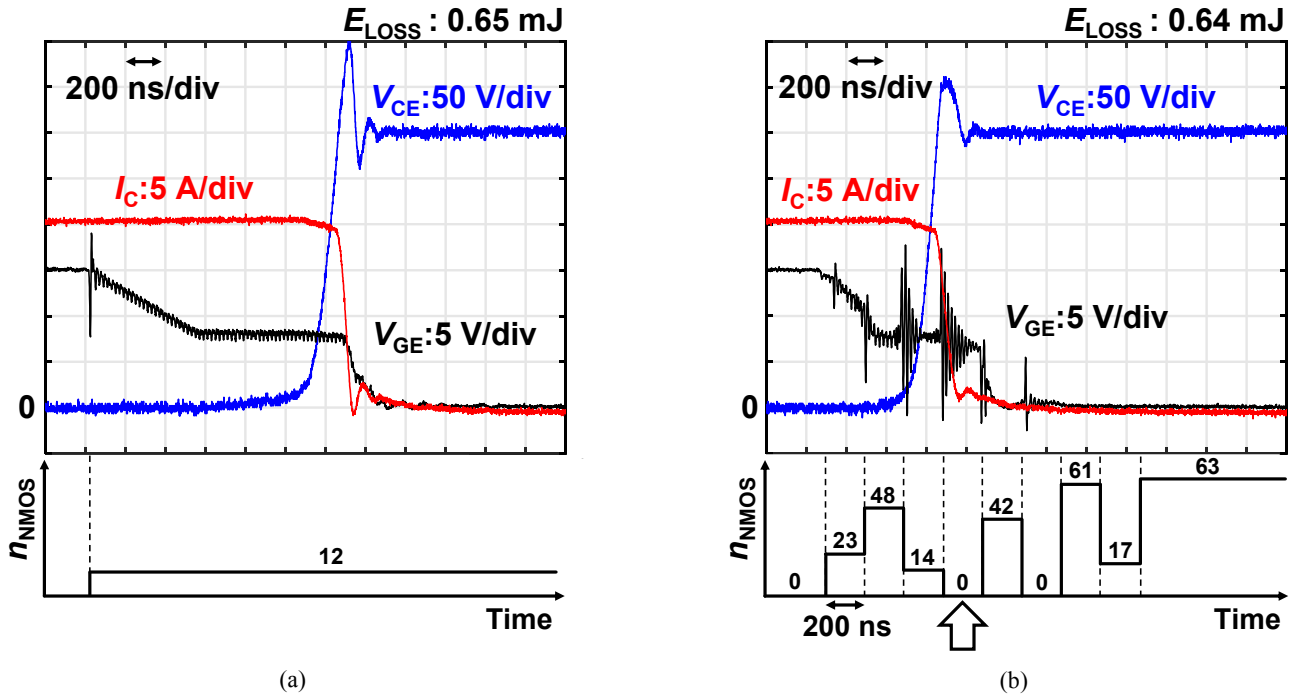 E_LOSS : 0.65 mJ
200 ns/div
V_CE:50 V/div
I_C:5 A/div
V_GE:5 V/div
0
n_NMOS
12
Time
(a)
E_LOSS : 0.64 mJ
200 ns/div
V_CE:50 V/div
I_C:5 A/div
V_GE:5 V/div
0
n_NMOS
0
23
48
14
0
42
0
61
17
63
200 ns
Time
(b)